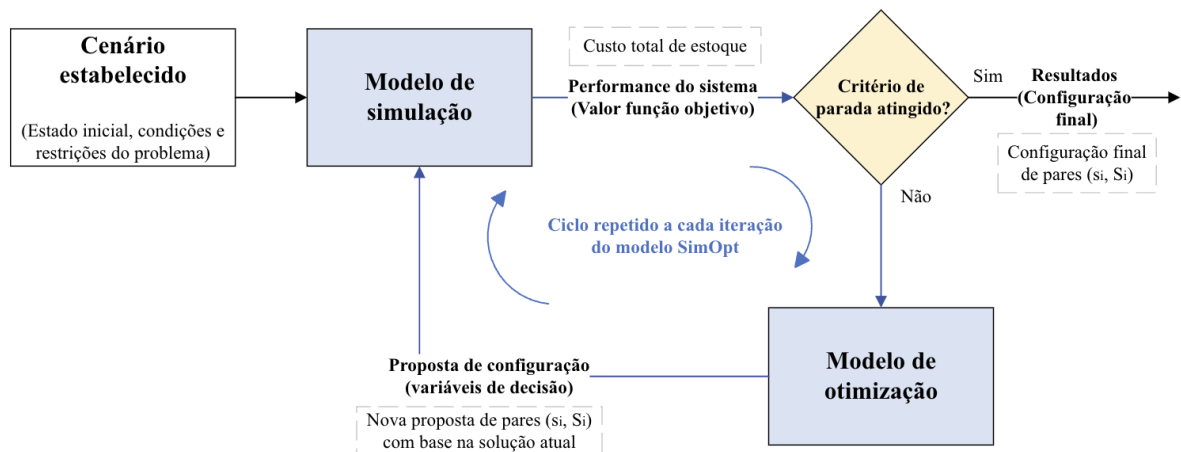 Cenário
estabelecido
(Estado inicial, condições e
restrições do problema)
Modelo de
simulação
Custo total de estoque
Performance do sistema
(Valor função objetivo)
Critério de
parada atingido?
Sim
Resultados
(Configuração
final)
Configuração final
de pares (si, Si)
Não
Ciclo repetido a cada iteração
do modelo SimOpt
Modelo de
otimização
Proposta de configuração
(variáveis de decisão)
Nova proposta de pares (si, Si)
com base na solução atual